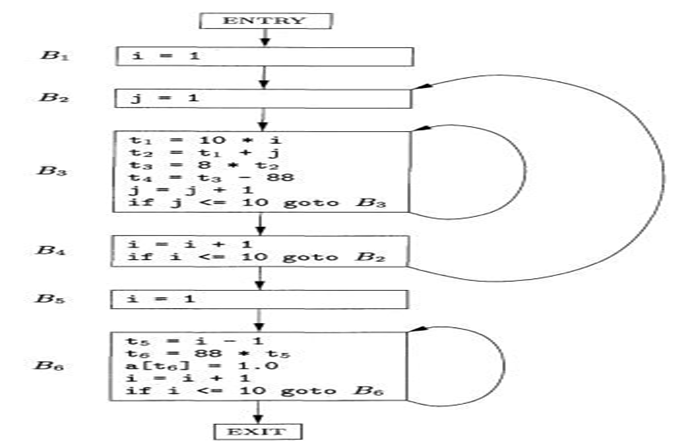 ENTRY
B₁ i = 1
B₂ j = 1
B₃
t₁ = 10 * i
t₂ = t₁ + j
t₃ = 8 * t₂
t₄ = t₃ - 88
j = j + 1
if j <= 10 goto B₃
B₄
i = i + 1
if i <= 10 goto B₂
B₅ i = 1
B₆
t₅ = i - 1
t₆ = 88 * t₅
a[t₆] = 1.0
i = i + 1
if i <= 10 goto B₆
EXIT